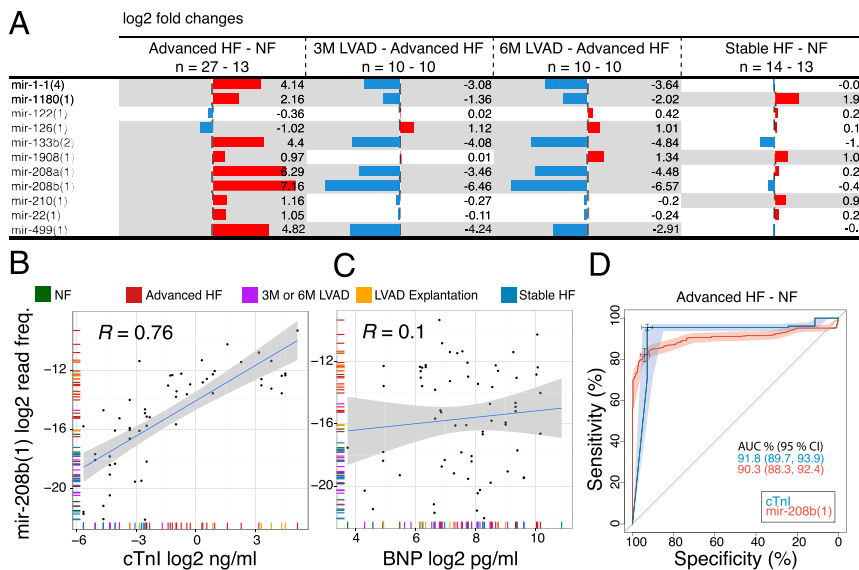 A
log2 fold changes
Advanced HF - NF 3M LVAD - Advanced HF 6M LVAD - Advanced HF Stable HF - NF
n = 27 - 13 n = 10 - 10 n = 10 - 10 n = 14 - 13
mir-1-1(4) 4.14 -3.08 -3.64 -0.0
mir-1180(1) 2.16 -1.36 -2.02 1.9
mir-122(1) -0.36 0.02 0.42 0.2
mir-126(1) -1.02 1.12 1.01 0.1
mir-133b(2) 4.4 -4.08 -4.84 -1.
mir-1908(1) 0.97 0.01 1.34 1.0
mir-208a(1) 6.29 -3.46 -4.48 0.2
mir-208b(1) 7.16 -6.46 -6.57 -0.4
mir-210(1) 1.16 -0.27 -0.2 0.9
mir-22(1) 1.05 -0.11 -0.24 0.2
mir-499(1) 4.82 -4.24 -2.91 -0.
B C D
NF Advanced HF 3M or 6M LVAD LVAD Explantation Stable HF
mir-208b(1) log2 read freq.
R = 0.76
−12
−14
−16
−18
−20
−6 −3 0 3
cTnI log2 ng/ml
R = 0.1
−12
−15
−20
4 6 8 10
BNP log2 pg/ml
Advanced HF - NF
Sensitivity (%)
100
80
60
40
20
0
AUC % (95 % CI)
91.8 (89.7, 93.9)
90.3 (88.3, 92.4)
cTnI
mir-208b(1)
100 80 60 40 20 0
Specificity (%)